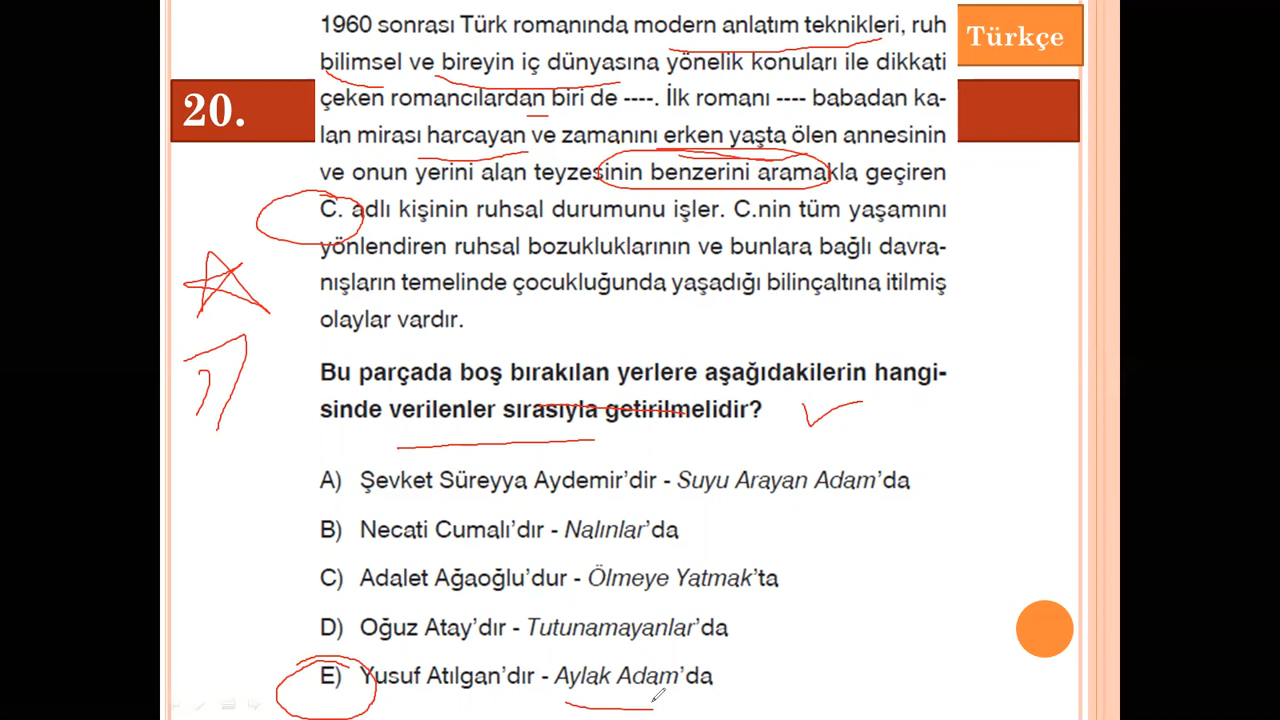 1960 sonrası Türk romanında modern anlatım teknikleri, ruh
bilimsel ve bireyin iç dünyasına yönelik konuları ile dikkati
çeken romancılardan biri de ----. İlk romanı ---- babadan ka-
lan mirası harcayan ve zamanını erken yaşta ölen annesinin
ve onun yerini alan teyzesinin benzerini aramakla geçiren
C. adlı kişinin ruhsal durumunu işler. C.nin tüm yaşamını
yönlendiren ruhsal bozukluklarının ve bunlara bağlı davra-
nışların temelinde çocukluğunda yaşadığı bilinçaltına itilmiş
olaylar vardır.
Türkçe
20.
Bu parçada boş bırakılan yerlere aşağıdakilerin hangi-
sinde verilenler sırasıyla getirilmelidir?
A) Şevket Süreyya Aydemir’dir - Suyu Arayan Adam’da
B) Necati Cumalı’dır - Nalınlar’da
C) Adalet Ağaoğlu’dur - Ölmeye Yatmak’ta
D) Oğuz Atay’dır - Tutunamayanlar’da
E) Yusuf Atılgan’dır - Aylak Adam’da